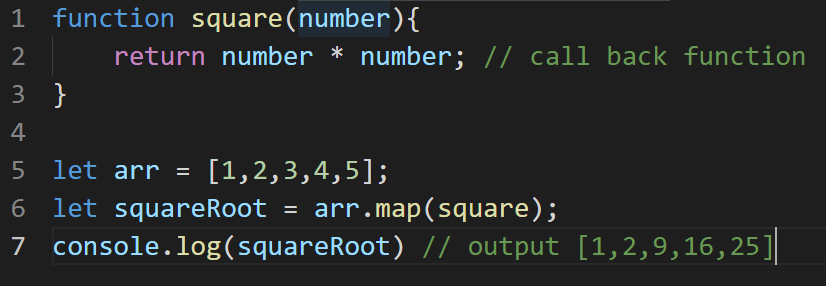 1 function square(number){
2 return number * number; // call back function
3 }
4
5 let arr = [1,2,3,4,5];
6 let squareRoot = arr.map(square);
7 console.log(squareRoot) // output [1,2,9,16,25]